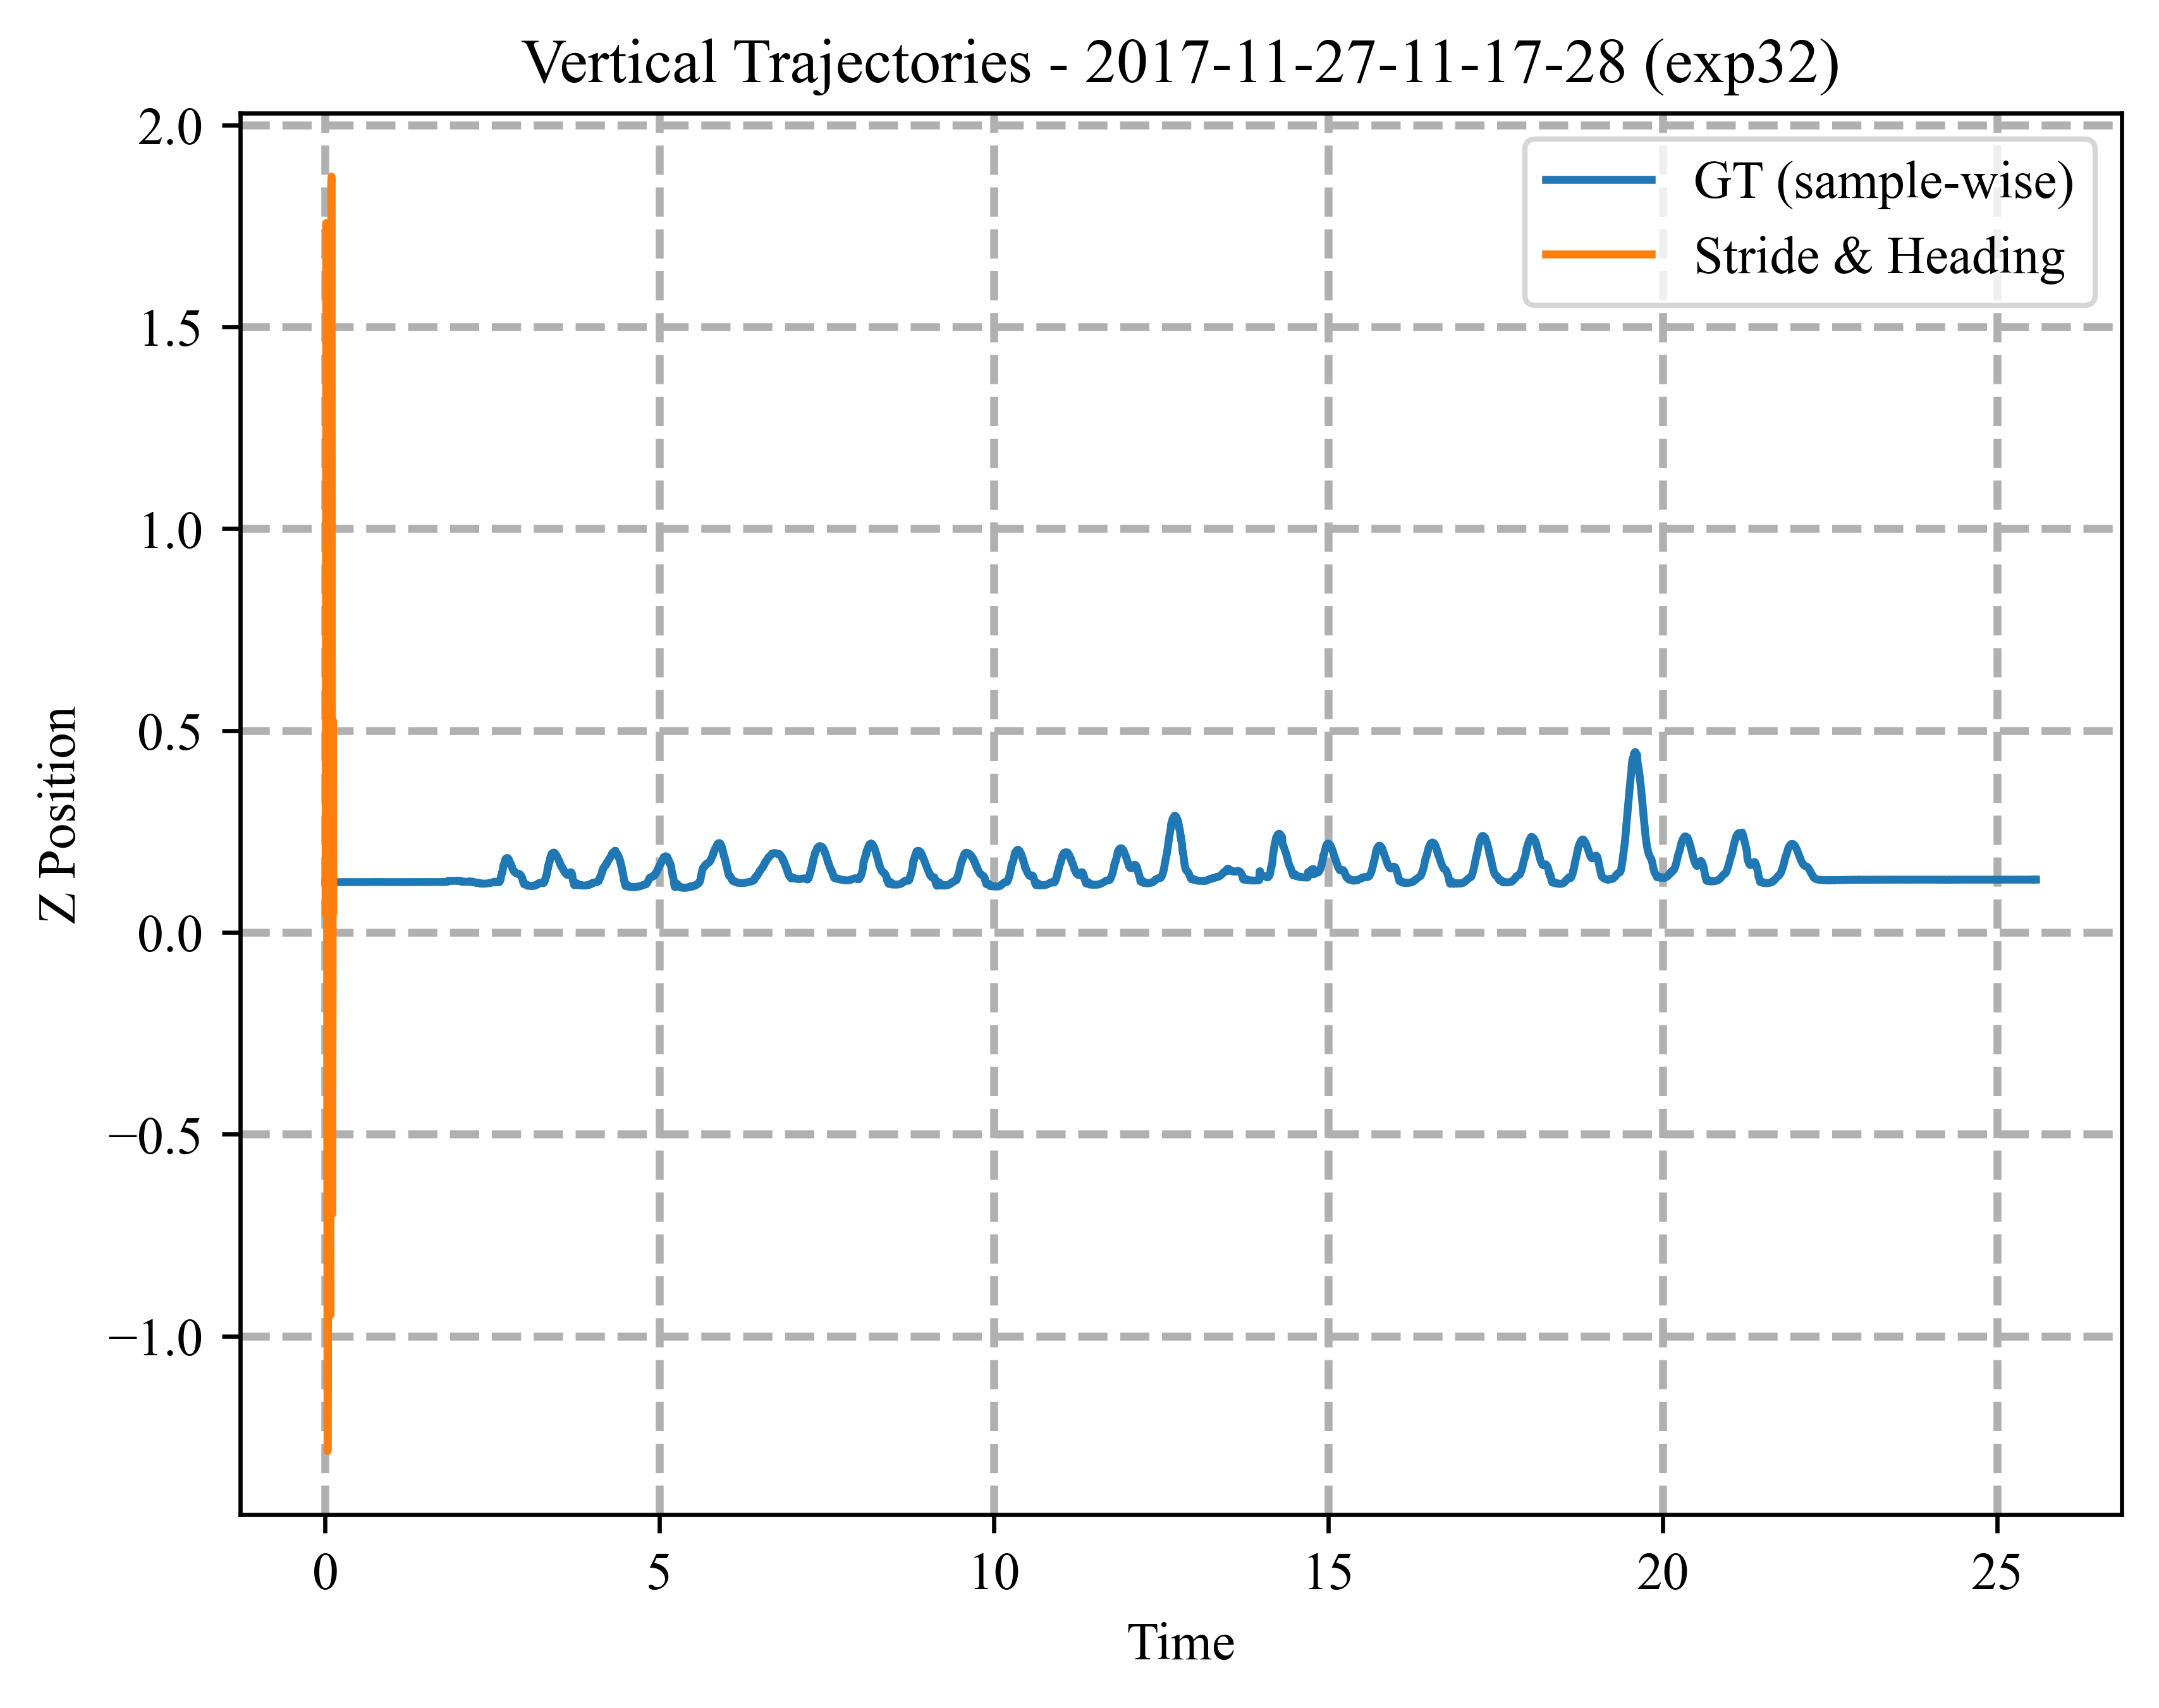 Vertical Trajectories - 2017-11-27-11-17-28 (exp32)
2.0
1.5
1.0
0.5
0.0
−0.5
−1.0
Z Position
GT (sample-wise)
Stride & Heading
0 5 10 15 20 25
Time